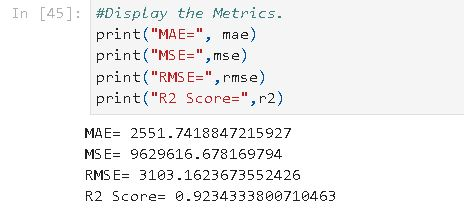 In [45]: #Display the Metrics.
print("MAE=", mae)
print("MSE=",mse)
print("RMSE=",rmse)
print("R2 Score=",r2)
MAE= 2551.7418847215927
MSE= 9629616.678169794
RMSE= 3103.1623673552426
R2 Score= 0.9234333800710463